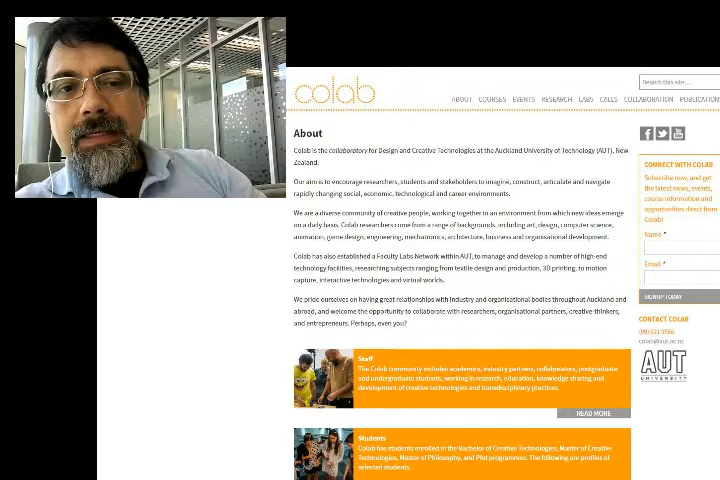 colab
Search this site...
ABOUT COURSES EVENTS RESEARCH LABS CALLS COLLABORATION PUBLICATION
About
Colab is the collaboratory for Design and Creative Technologies at the Auckland University of Technology (AUT), New
Zealand.
Our aim is to encourage researchers, students and stakeholders to imagine, construct, articulate and navigate
rapidly changing social, economic, technological and career environments.
We are a diverse community of creative people, working together in an environment from which new ideas emerge
on a daily basis. Colab researchers come from a range of backgrounds, including art, design, computer science,
animation, game design, engineering, mechatronics, architecture, business and organisational development.
Colab has also established a Faculty Labs Network within AUT, to manage and develop a number of high-end
technology facilities, researching subjects ranging from textile design and production, 3D printing, to motion
capture, interactive technologies and virtual worlds.
We pride ourselves on having great relationships with industry and organisational bodies throughout Auckland and
abroad, and welcome the opportunity to collaborate with researchers, organisational partners, creative-thinkers,
and entrepreneurs. Perhaps, even you?
Staff
The Colab community includes academics, industry partners, collaborators, postgraduate
and undergraduate students, working in research, education, knowledge sharing and
development of creative technologies and transdisciplinary practices.
READ MORE
Students
Colab has students enrolled in the Bachelor of Creative Technologies, Master of Creative
Technologies, Master of Philosophy, and Phd programmes. The following are profiles of
selected students.
CONNECT WITH COLAB
Subscribe now, and get
the latest news, events,
course information and
opportunities direct from
Colab!
Name *
Email *
SIGNUP TODAY
CONTACT COLAB
(09) 921 9566
colab@aut.ac.nz
AUT
UNIVERSITY